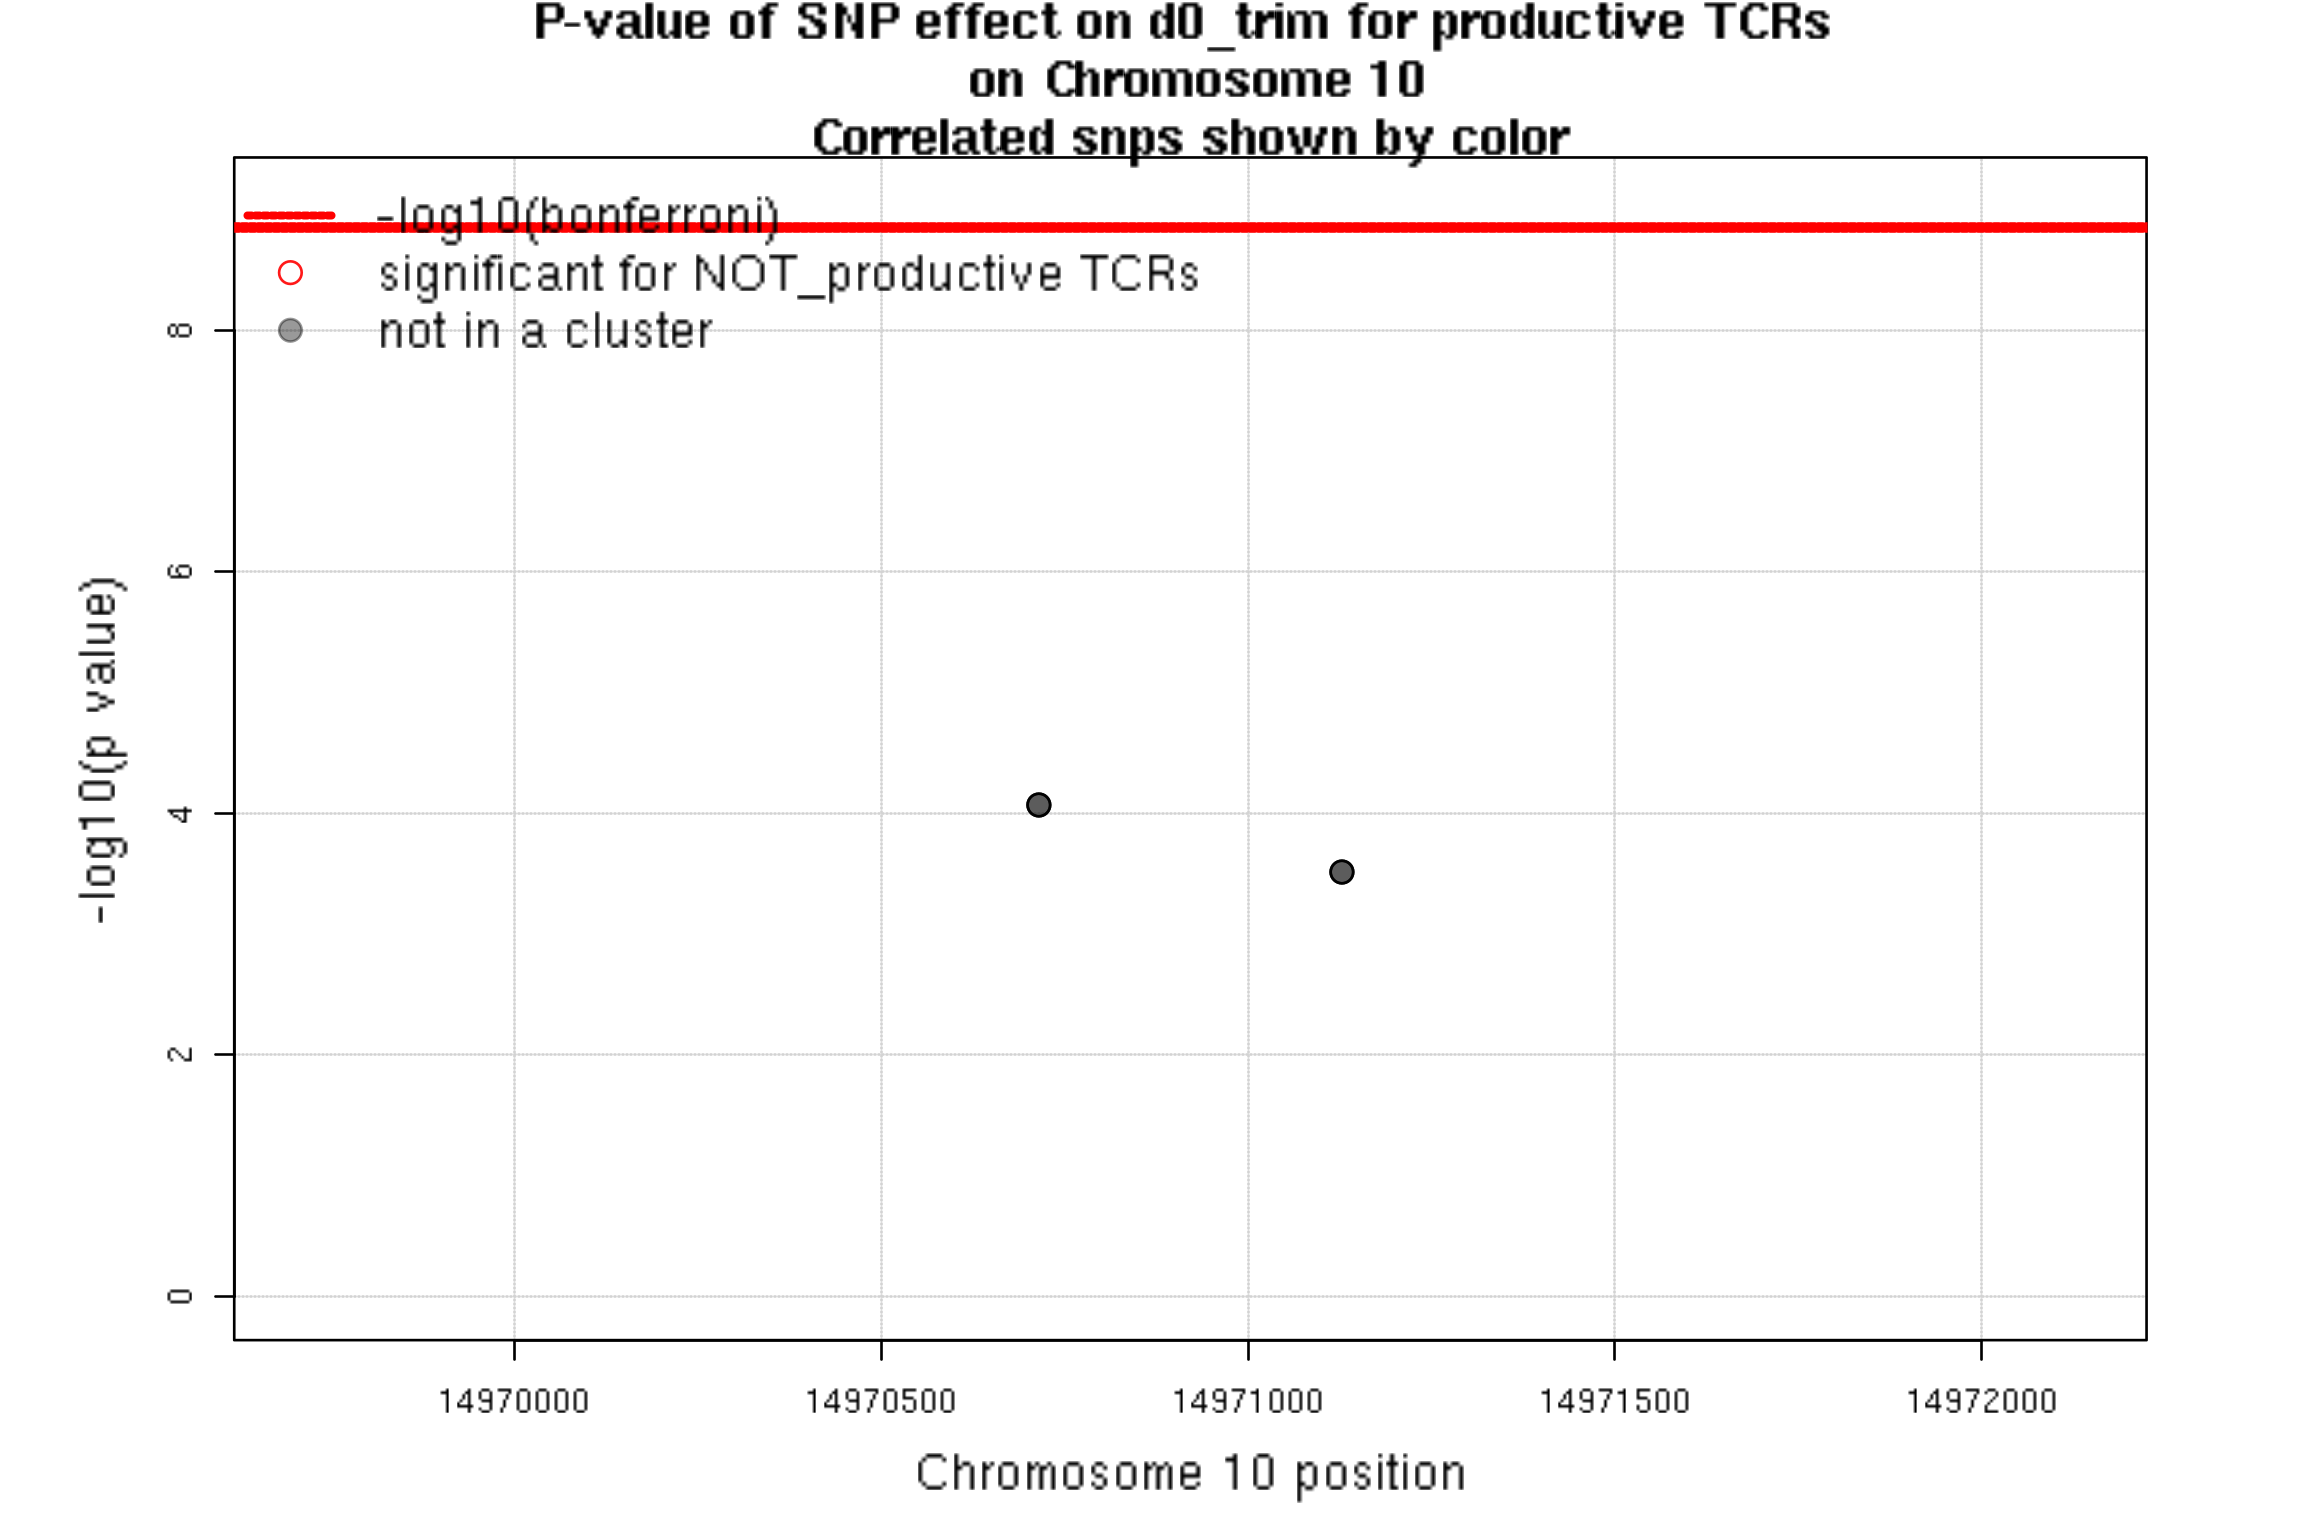 P-value of SNP effect on d0_trim for productive TCRs
on Chromosome 10
Correlated snps shown by color
-log10(bonferroni)
significant for NOT_productive TCRs
not in a cluster
8
6
4
2
0
-log10(p value)
14970000 14970500 14971000 14971500 14972000
Chromosome 10 position